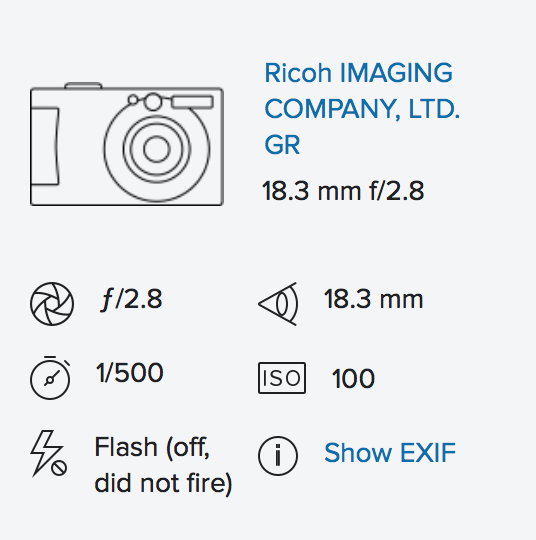 Ricoh IMAGING
COMPANY, LTD.
GR
18.3 mm f/2.8
ƒ/2.8
18.3 mm
1/500
ISO
100
Flash (off,
did not fire)
i
Show EXIF